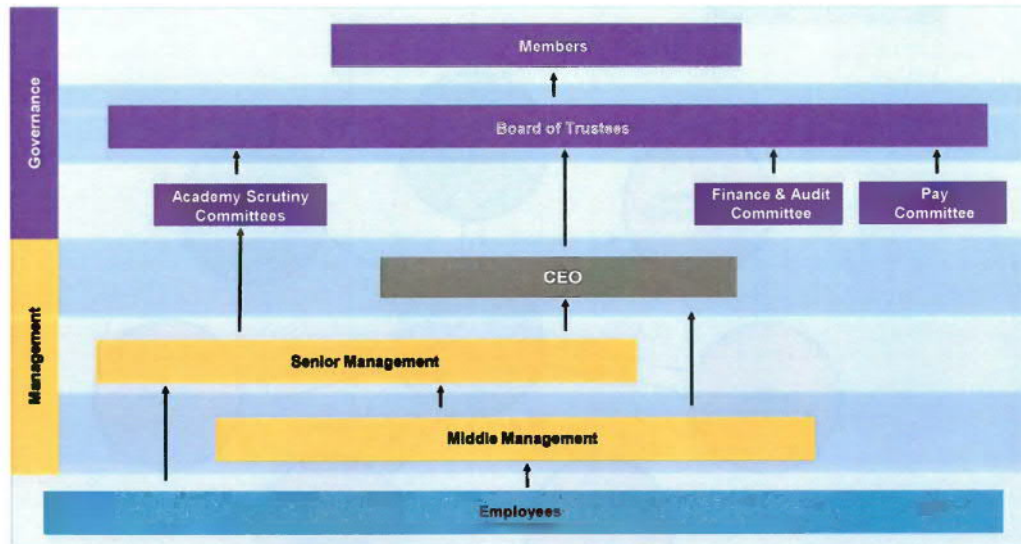 Governance
Members
Board of Trustees
Academy Scrutiny
Committees
Finance & Audit
Committee
Pay
Committee
Management
CEO
Senior Management
Middle Management
Employees